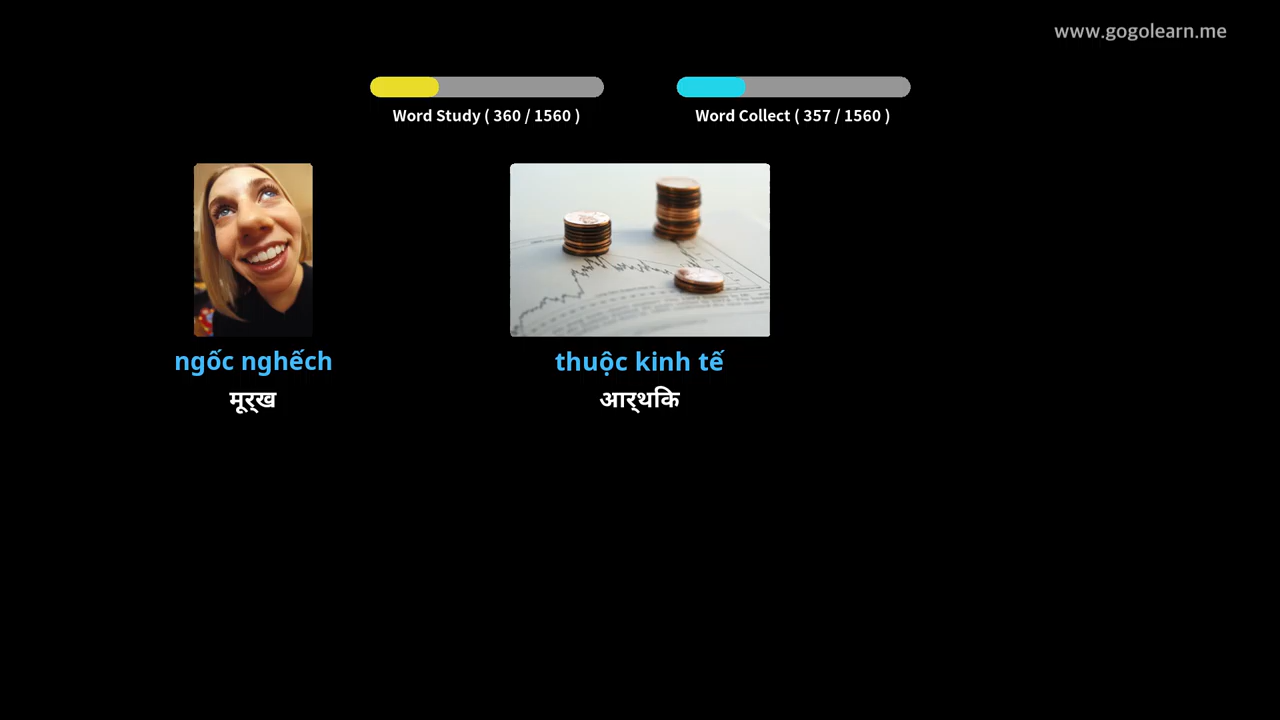 www.gogolearn.me
Word Study ( 360 / 1560 )
Word Collect ( 357 / 1560 )
ngốc nghếch
thuộc kinh tế
मूर्ख
आर्थिक